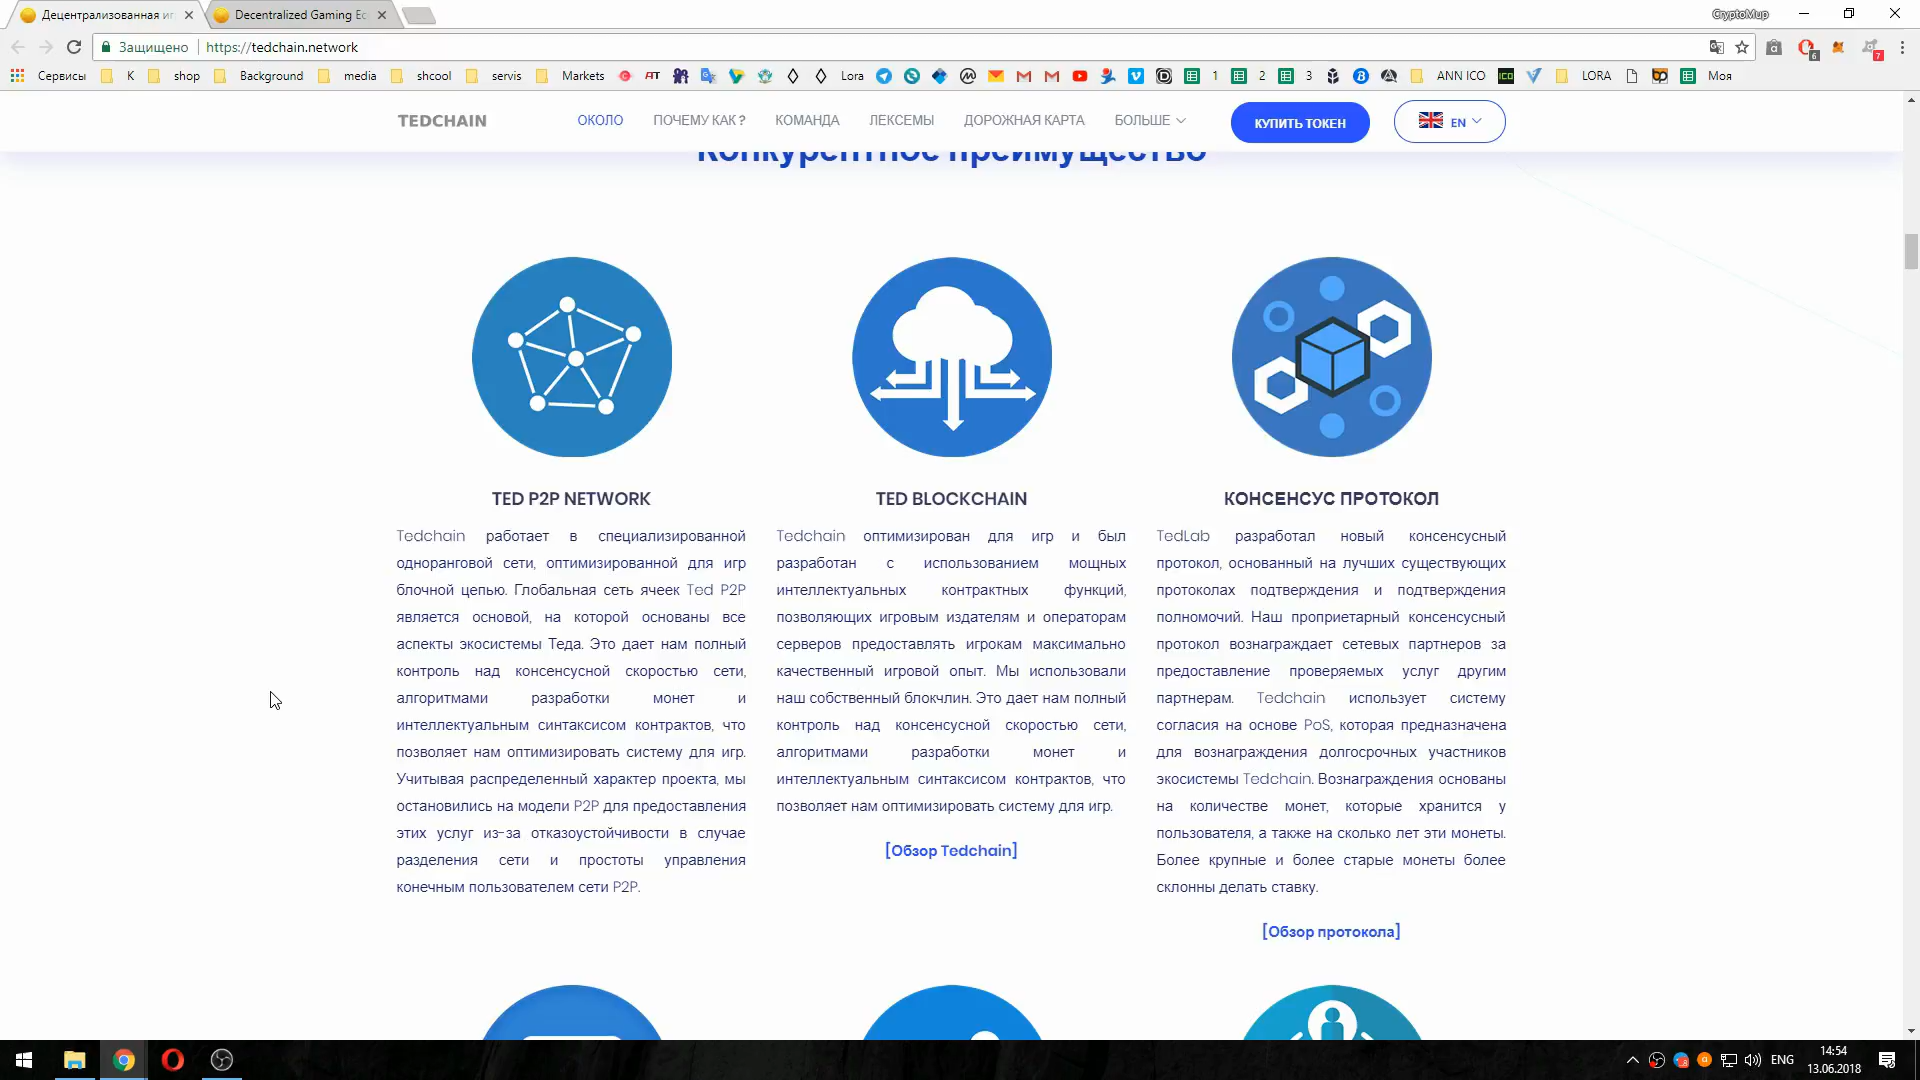 Децентрализованная иг
Decentralized Gaming Ec
CryptoMup
Защищено
https://tedchain.network
6
7
Сервисы
K
shop
Background
media
shcool
servis
Markets
Lora
1
2
3
ANN ICO
LORA
Моя
TEDCHAIN
ОКОЛО
ПОЧЕМУ КАК ?
КОМАНДА
ЛЕКСЕМЫ
ДОРОЖНАЯ КАРТА
БОЛЬШЕ
КУПИТЬ ТОКЕН
EN
Конкурентное преимущество
TED P2P NETWORK
Tedchain работает в специализированной
одноранговой сети, оптимизированной для игр
блочной цепью. Глобальная сеть ячеек Ted P2P
является основой, на которой основаны все
аспекты экосистемы Теда. Это дает нам полный
контроль над консенсусной скоростью сети,
алгоритмами разработки монет и
интеллектуальным синтаксисом контрактов, что
позволяет нам оптимизировать систему для игр.
Учитывая распределенный характер проекта, мы
остановились на модели P2P для предоставления
этих услуг из-за отказоустойчивости в случае
разделения сети и простоты управления
конечным пользователем сети P2P.
TED BLOCKCHAIN
Tedchain оптимизирован для игр и был
разработан с использованием мощных
интеллектуальных контрактных функций,
позволяющих игровым издателям и операторам
серверов предоставлять игрокам максимально
качественный игровой опыт. Мы использовали
наш собственный блокчлин. Это дает нам полный
контроль над консенсусной скоростью сети,
алгоритмами разработки монет и
интеллектуальным синтаксисом контрактов, что
позволяет нам оптимизировать систему для игр.
[Обзор Tedchain]
КОНСЕНСУС ПРОТОКОЛ
TedLab разработал новый консенсусный
протокол, основанный на лучших существующих
протоколах подтверждения и подтверждения
полномочий. Наш проприетарный консенсусный
протокол вознаграждает сетевых партнеров за
предоставление проверяемых услуг другим
партнерам. Tedchain использует систему
согласия на основе PoS, которая предназначена
для вознаграждения долгосрочных участников
экосистемы Tedchain. Вознаграждения основаны
на количестве монет, которые хранится у
пользователя, а также на сколько лет эти монеты.
Более крупные и более старые монеты более
склонны делать ставку.
[Обзор протокола]
ENG
14:54
13.06.2018